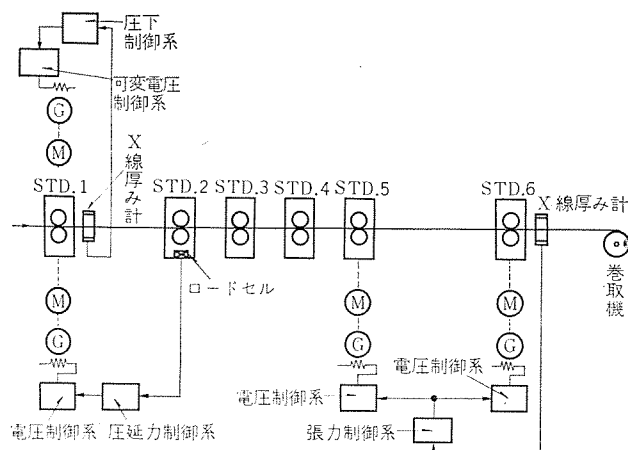 圧下
制御系
可変電圧
制御系
G
M
X
線
厚
み
計
STD.1
STD.2
STD.3
STD.4
STD.5
STD.6
X線厚み計
ロードセル
巻
取
機
M
G
M
G
M
G
電圧制御系
圧延力制御系
電圧制御系
電圧制御系
張力制御系